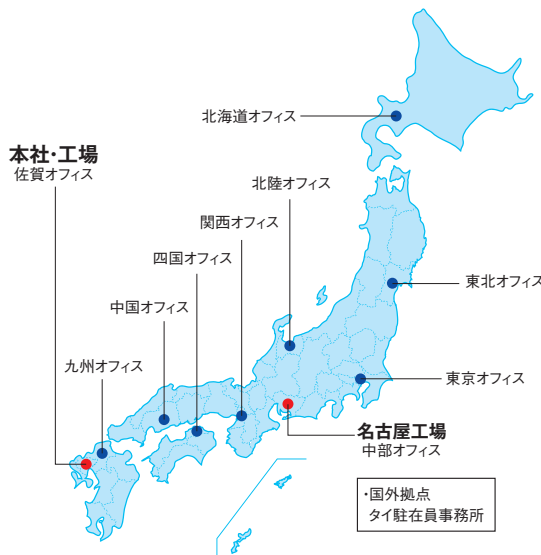 北海道オフィス
本社・工場
佐賀オフィス
北陸オフィス
関西オフィス
四国オフィス
東北オフィス
中国オフィス
九州オフィス
東京オフィス
名古屋工場
中部オフィス
・国外拠点
タイ駐在員事務所